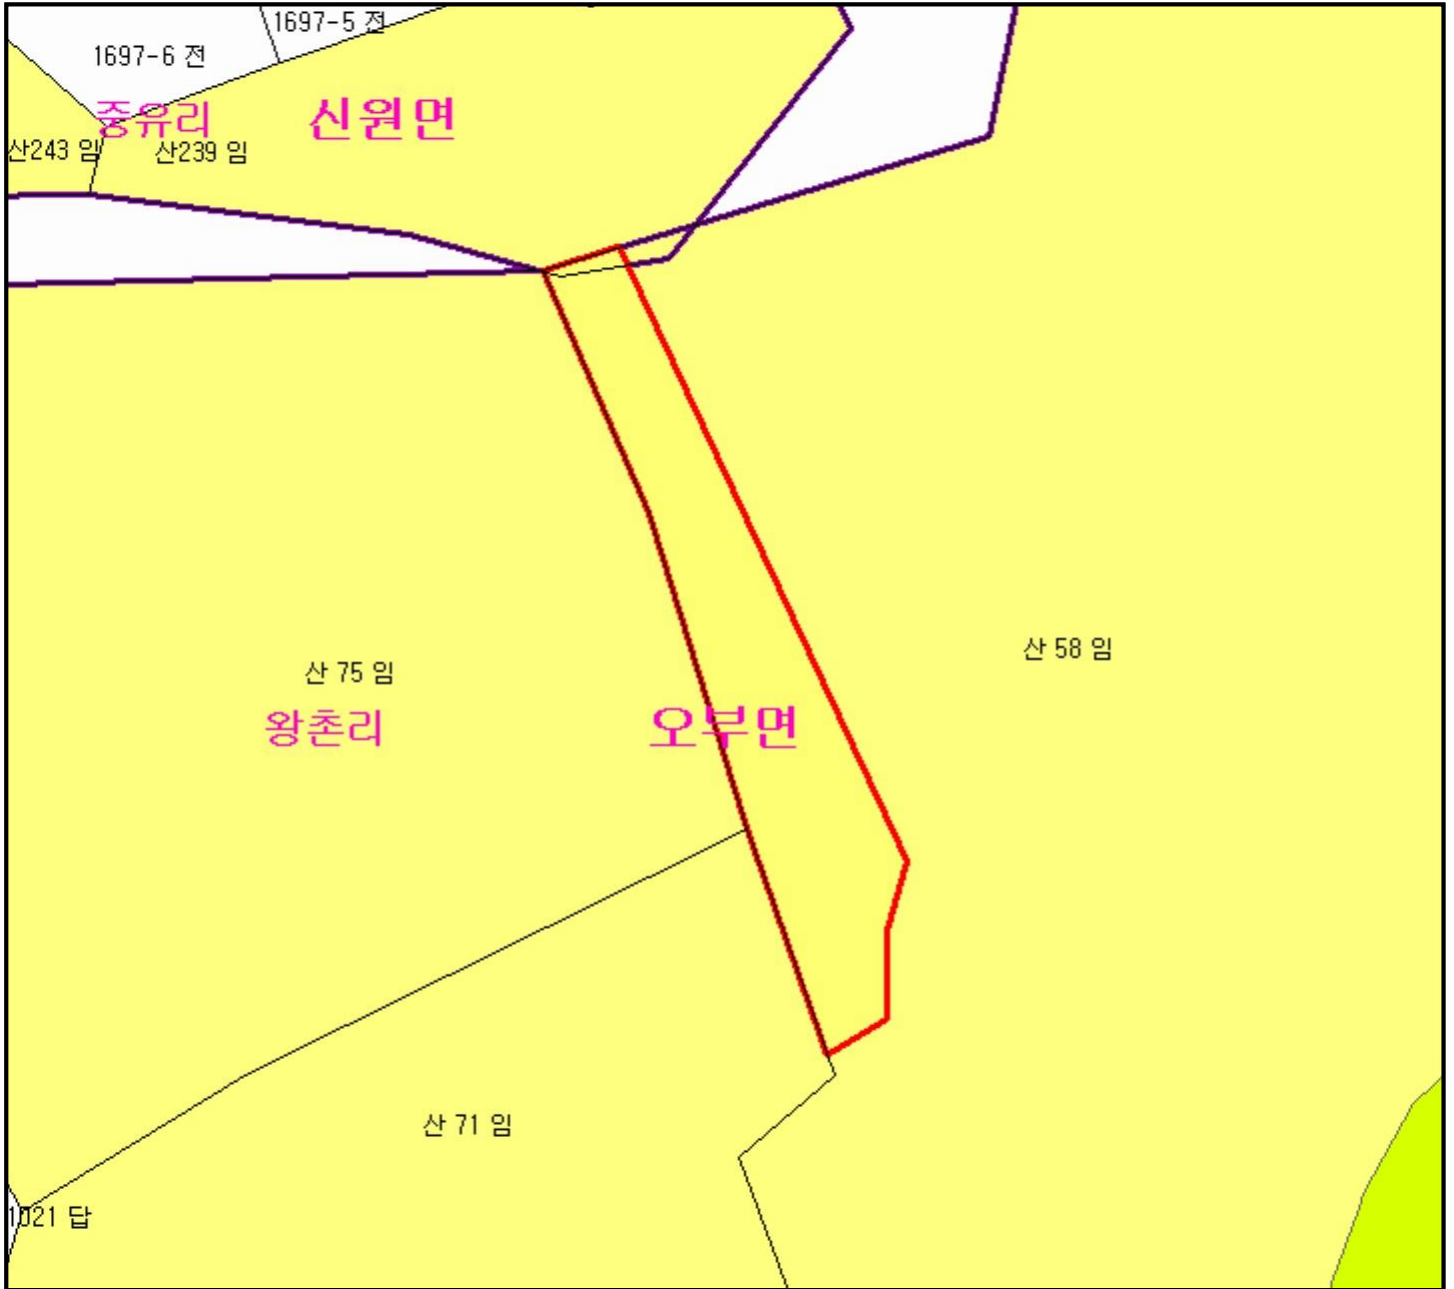 1697-5 전
1697-6 전
중유리
신원면
산243 임
산239 임
산 58 임
산 75 임
왕촌리
오부면
산 71 임
1021 답